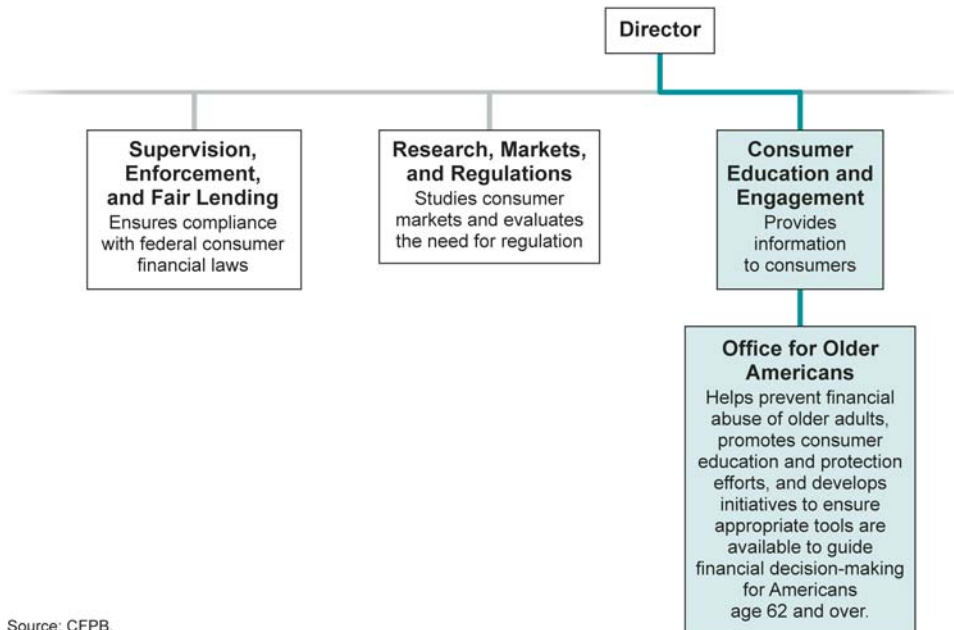 Director
Supervision,
Enforcement,
and Fair Lending
Ensures compliance
with federal consumer
financial laws
Research, Markets,
and Regulations
Studies consumer
markets and evaluates
the need for regulation
Consumer
Education and
Engagement
Provides
information
to consumers
Office for Older
Americans
Helps prevent financial
abuse of older adults,
promotes consumer
education and protection
efforts, and develops
initiatives to ensure
appropriate tools are
available to guide
financial decision-making
for Americans
age 62 and over.
Source: CFPB.